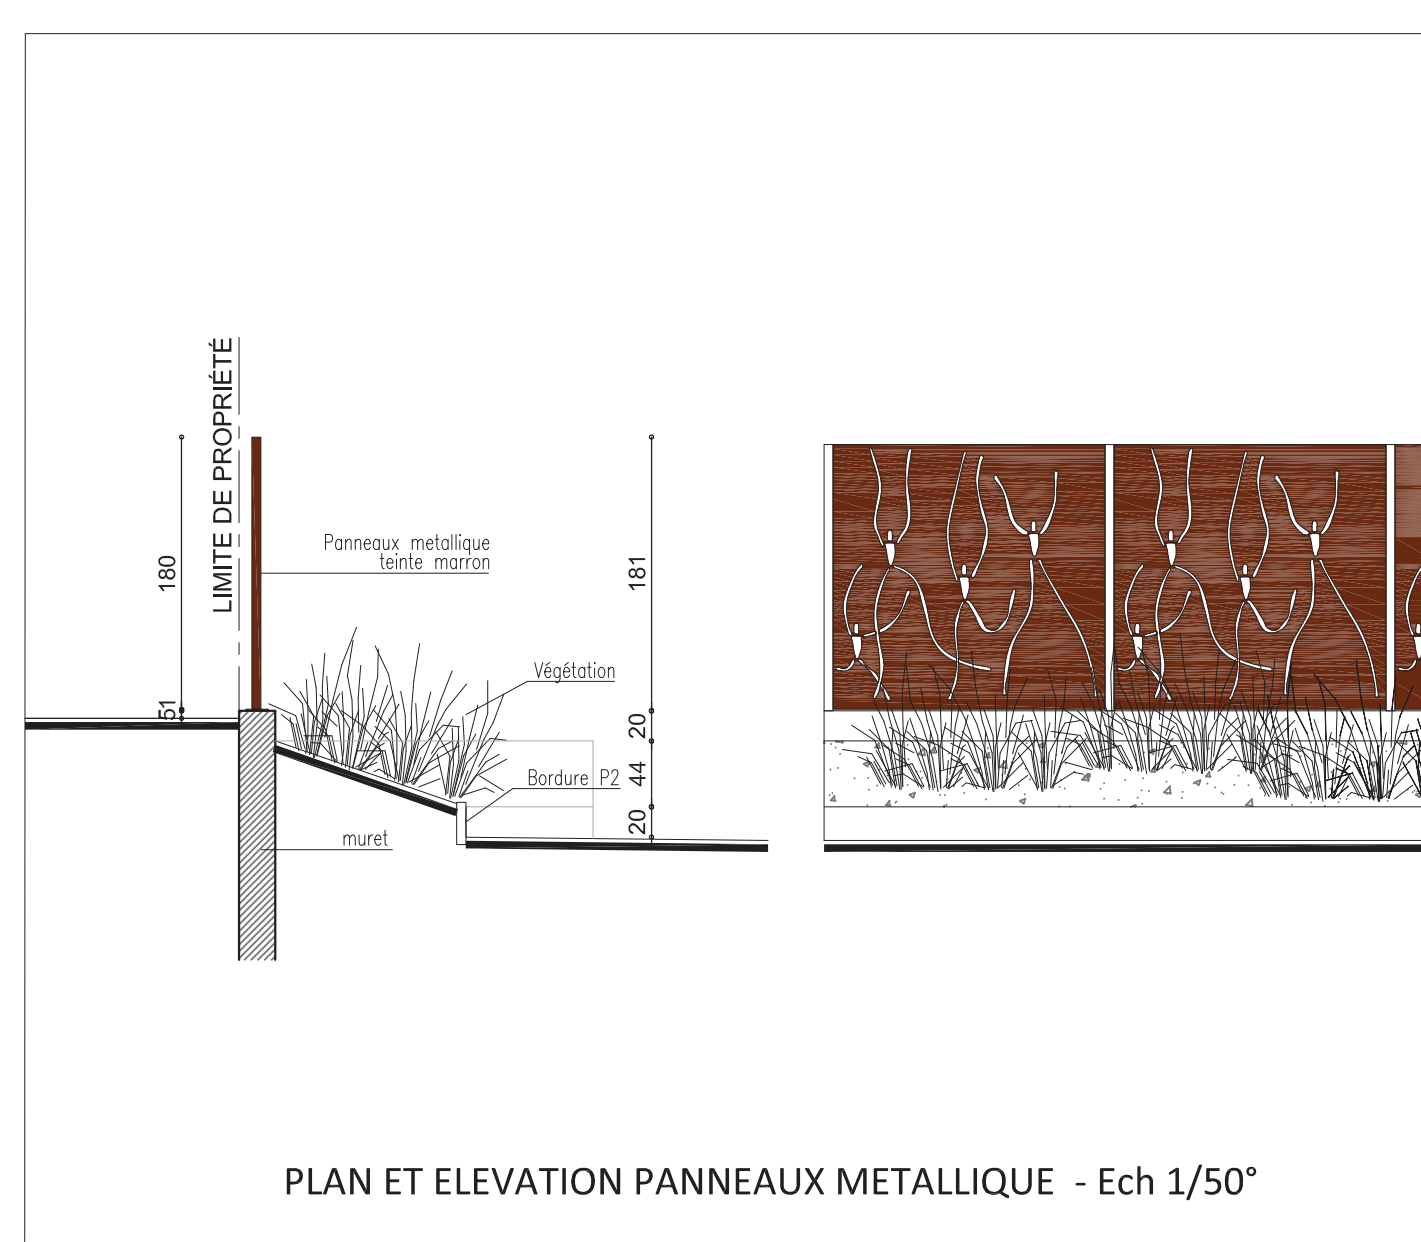 LIMITE DE PROPRIÉTÉ
180
51
Panneaux metallique
teinte marron
Végétation
Bordure P2
muret
181
20
44
20
PLAN ET ELEVATION PANNEAUX METALLIQUE - Ech 1/50°